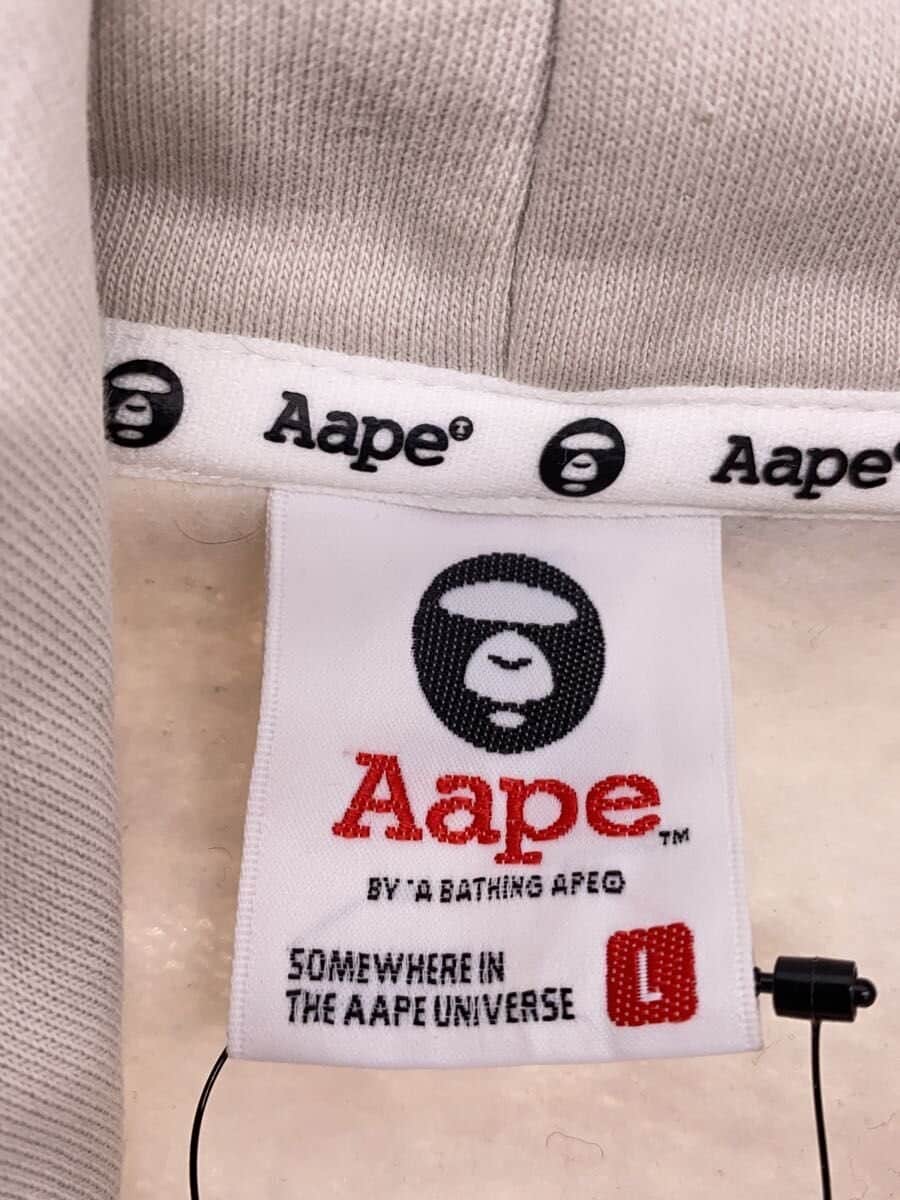 Aape Aape
Aape™
BY *A BATHING APE®
SOMEWHERE IN
THE AAPE UNIVERSE
L